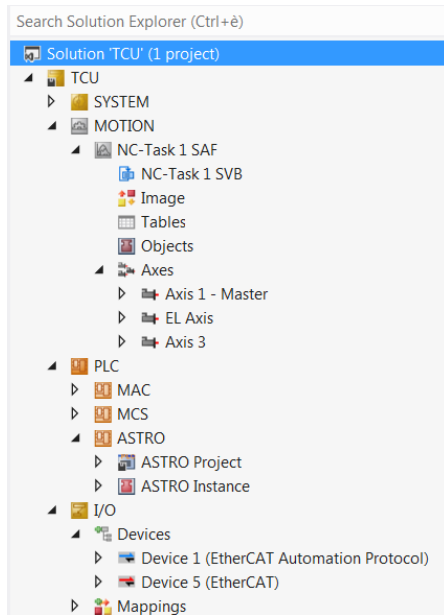 Search Solution Explorer (Ctrl+è)
Solution 'TCU' (1 project)
TCU
SYSTEM
MOTION
NC-Task 1 SAF
NC-Task 1 SVB
Image
Tables
Objects
Axes
Axis 1 - Master
EL Axis
Axis 3
PLC
MAC
MCS
ASTRO
ASTRO Project
ASTRO Instance
I/O
Devices
Device 1 (EtherCAT Automation Protocol)
Device 5 (EtherCAT)
Mappings